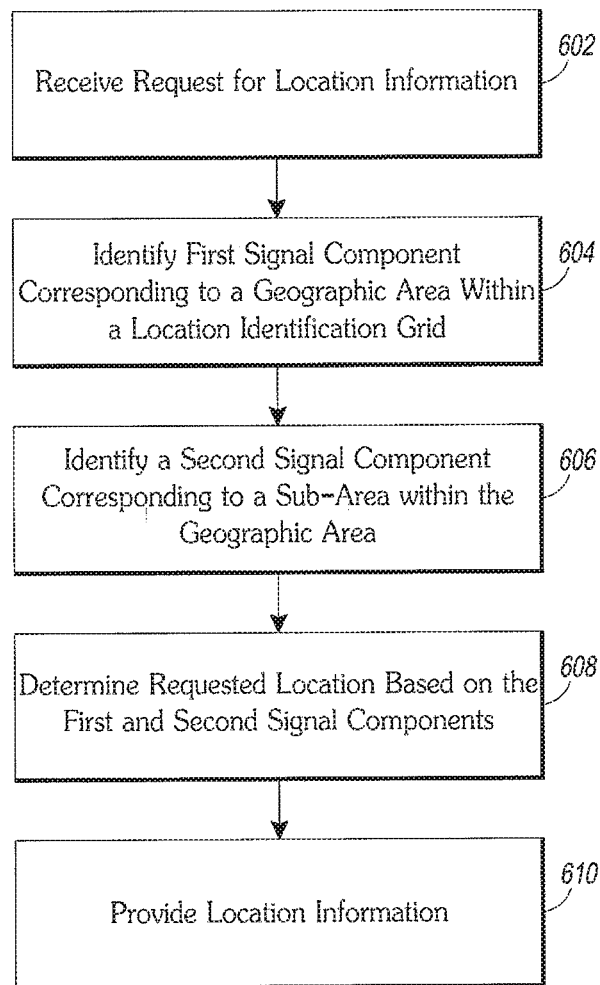 Receive Request for Location Information
602
Identify First Signal Component
Corresponding to a Geographic Area Within
a Location Identification Grid
604
Identify a Second Signal Component
Corresponding to a Sub-Area within the
Geographic Area
606
Determine Requested Location Based on the
First and Second Signal Components
608
Provide Location Information
610